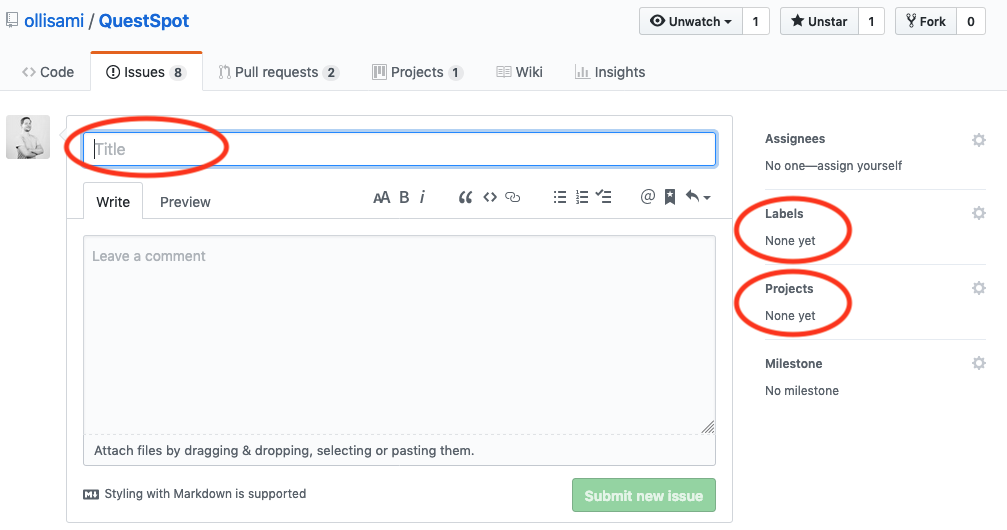 ollisami / QuestSpot
Unwatch 1 Unstar 1 Fork 0
Code Issues 8 Pull requests 2 Projects 1 Wiki Insights
Title
Write Preview AA B i
Leave a comment
Attach files by dragging & dropping, selecting or pasting them.
Styling with Markdown is supported
Submit new issue
Assignees
No one—assign yourself
Labels
None yet
Projects
None yet
Milestone
No milestone